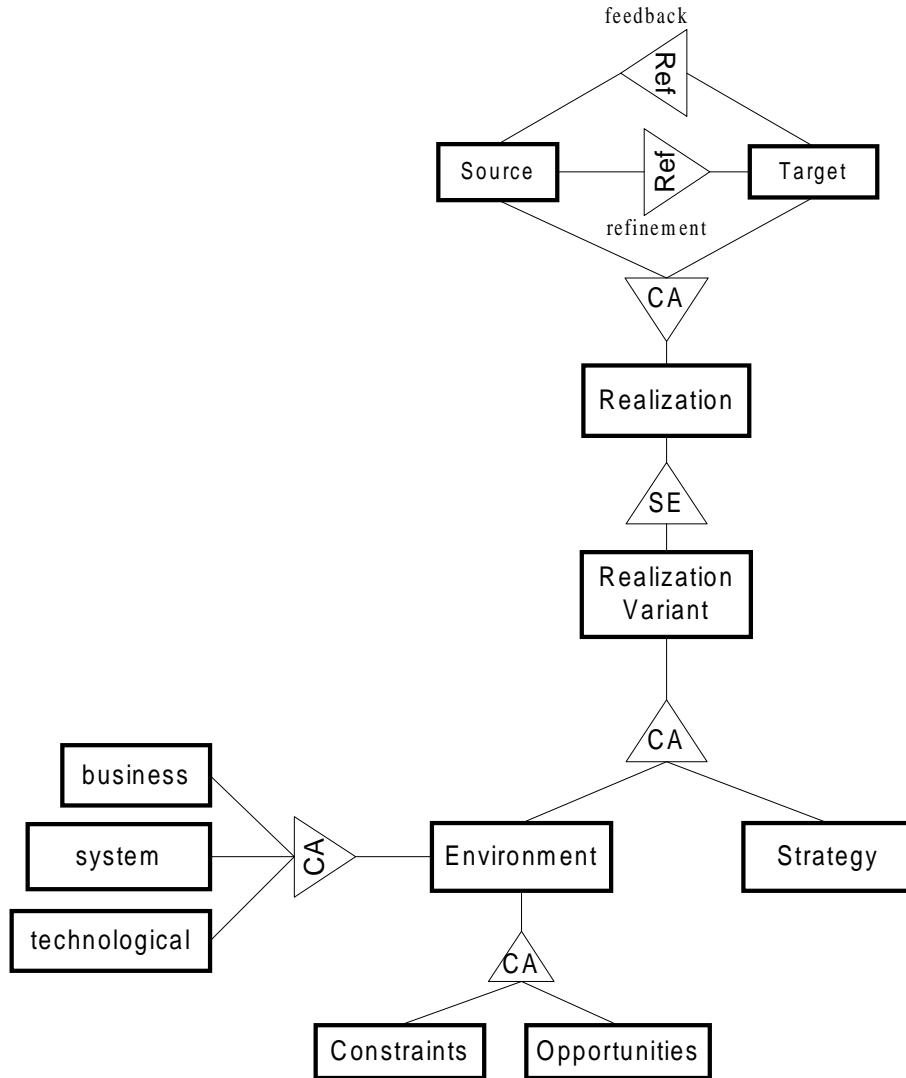 feedback
Ref
Source
Ref
Target
refinement
CA
Realization
SE
Realization
Variant
CA
business
system
technological
CA
Environment
Strategy
CA
Constraints
Opportunities